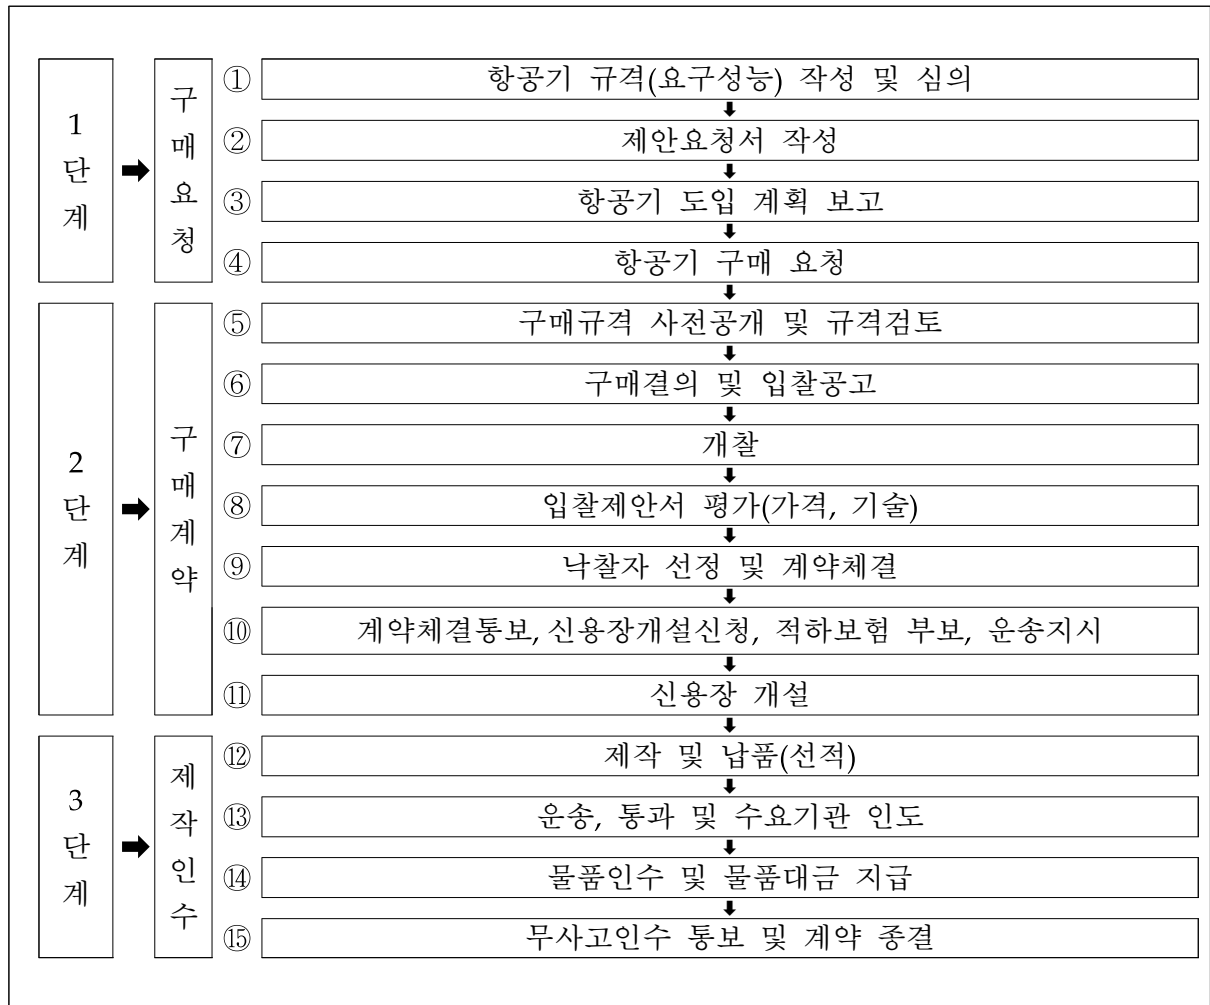 1단계
구매요청
① 항공기 규격(요구성능) 작성 및 심의
② 제안요청서 작성
③ 항공기 도입 계획 보고
④ 항공기 구매 요청
2단계
구매계약
⑤ 구매규격 사전공개 및 규격검토
⑥ 구매결의 및 입찰공고
⑦ 개찰
⑧ 입찰제안서 평가(가격, 기술)
⑨ 낙찰자 선정 및 계약체결
⑩ 계약체결통보, 신용장개설신청, 적하보험 부보, 운송지시
⑪ 신용장 개설
3단계
제작인수
⑫ 제작 및 납품(선적)
⑬ 운송, 통과 및 수요기관 인도
⑭ 물품인수 및 물품대금 지급
⑮ 무사고인수 통보 및 계약 종결